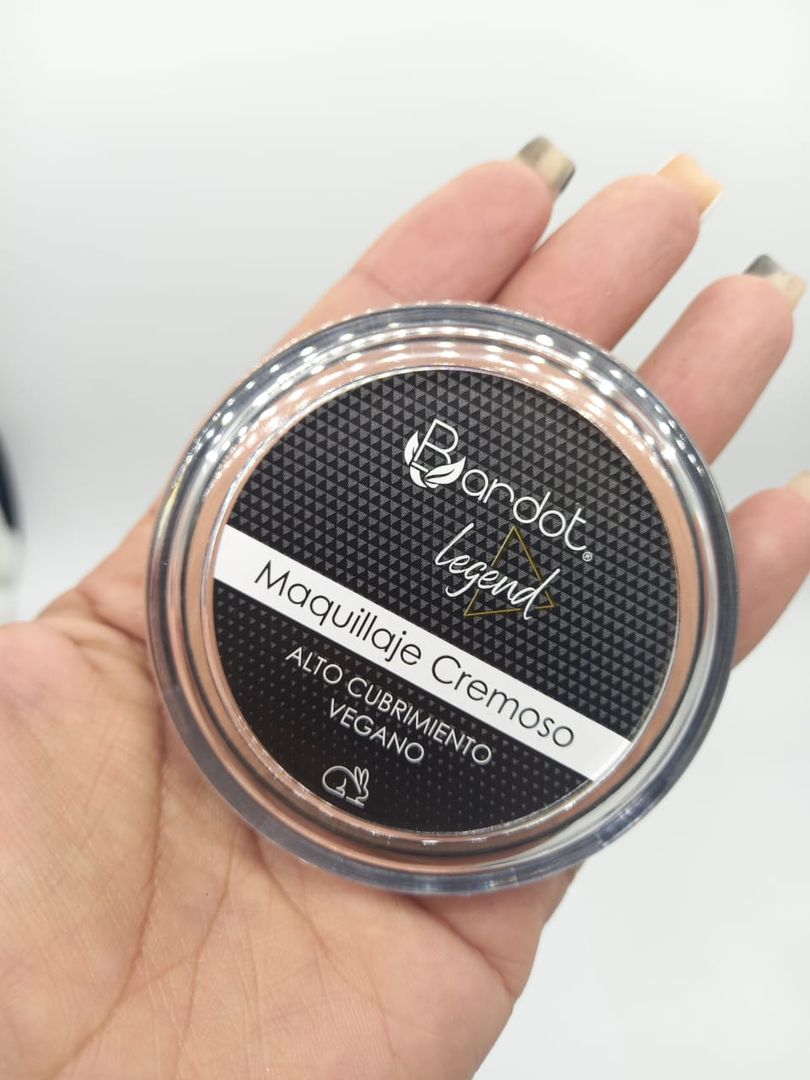 Bardot®
legend
Maquillaje Cremoso
ALTO CUBRIMIENTO
VEGANO